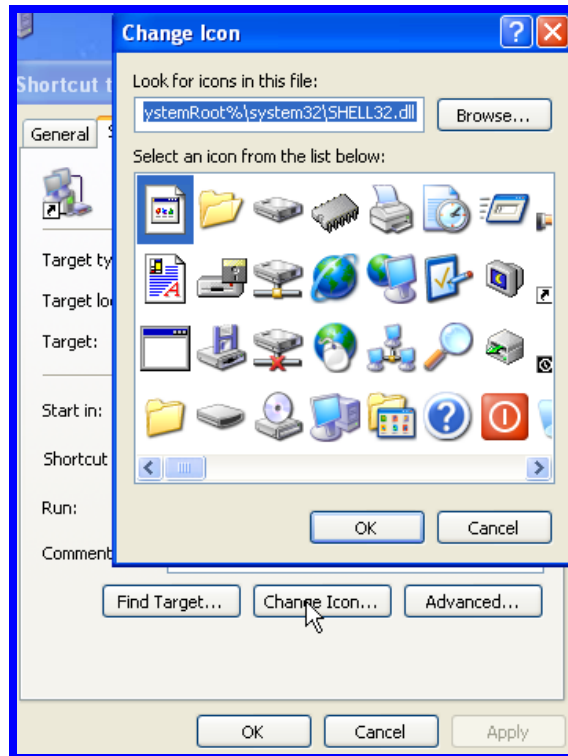 Change Icon
Shortcut t
Look for icons in this file:
ystemRoot%\system32\SHELL32.dll
Browse...
General
Select an icon from the list below:
Target ty
Target lo
Target:
Start in:
Shortcut
Run:
Comment
OK
Cancel
Find Target...
Change Icon...
Advanced...
OK
Cancel
Apply